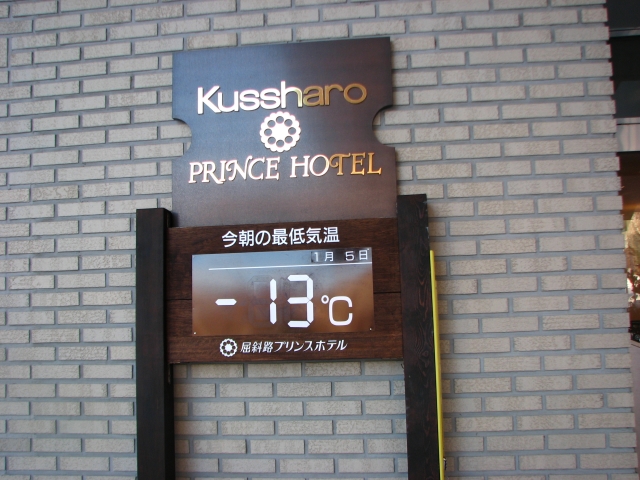 Kussharo
PRINCE HOTEL
今朝の最低気温
1月 5日
-13℃
屈斜路プリンスホテル